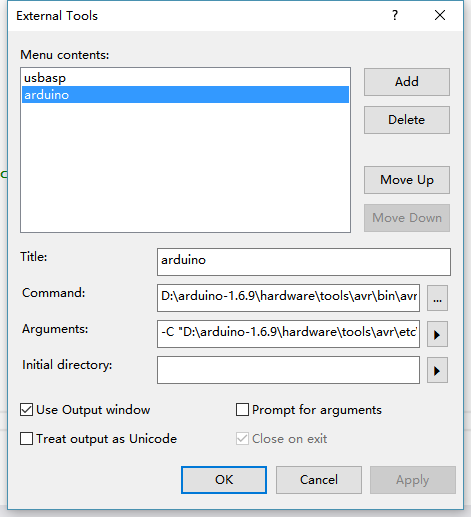 External Tools
?
Menu contents:
usbasp
arduino
Add
Delete
Move Up
Move Down
Title:
arduino
Command:
D:\arduino-1.6.9\hardware\tools\avr\bin\avr
...
Arguments:
-C "D:\arduino-1.6.9\hardware\tools\avr\etc\
Initial directory:
Use Output window
Prompt for arguments
Treat output as Unicode
Close on exit
OK
Cancel
Apply